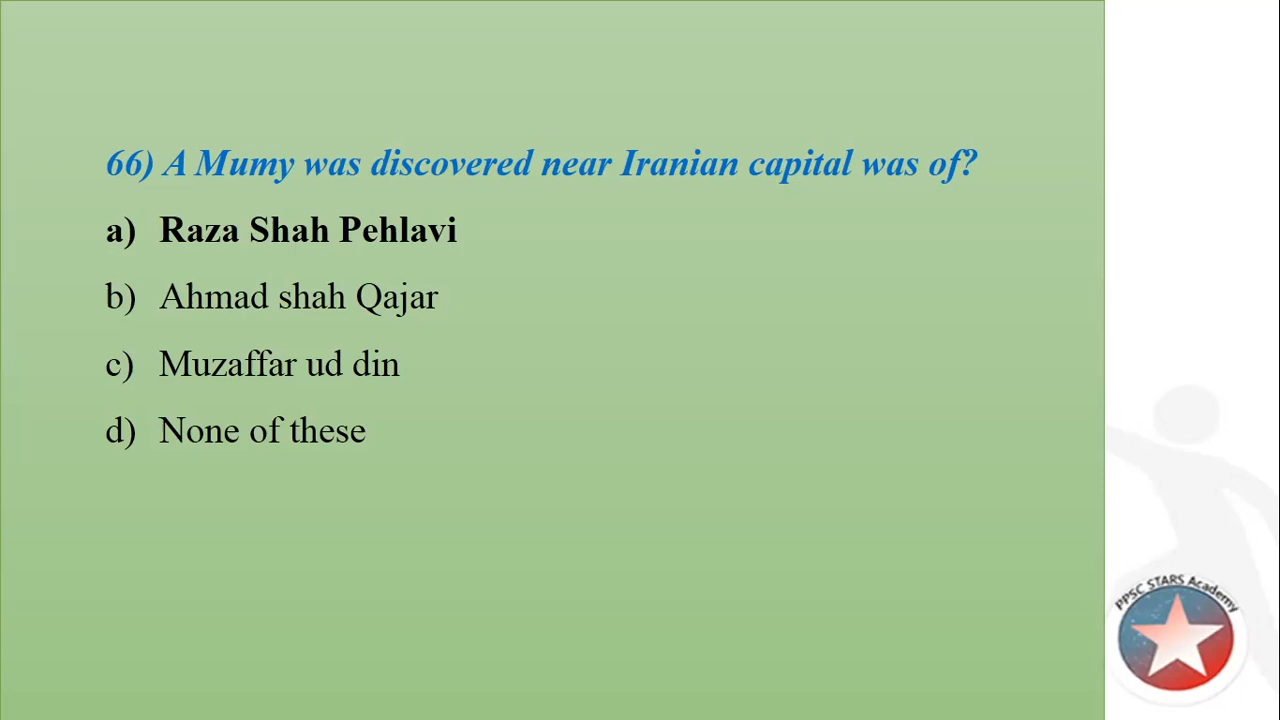 66) A Mumy was discovered near Iranian capital was of?
a) Raza Shah Pehlavi
b) Ahmad shah Qajar
c) Muzaffar ud din
d) None of these
PPSC STARS Academy